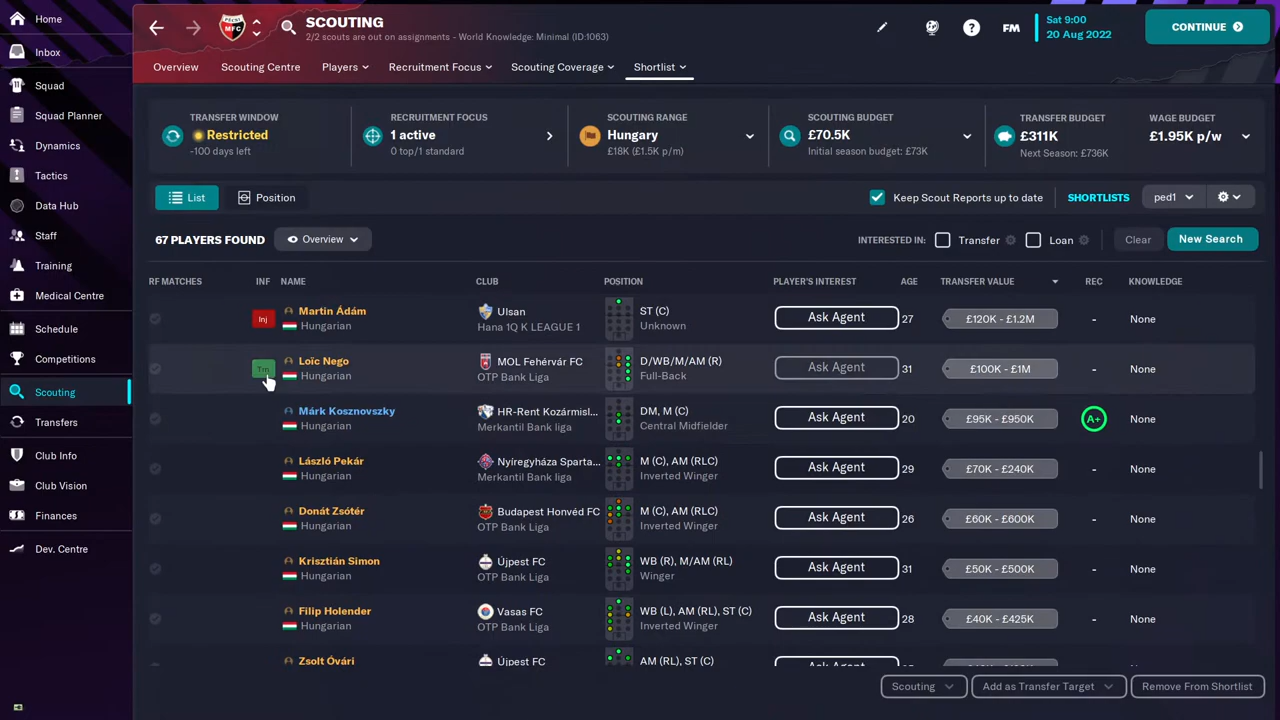 Home
Inbox
Squad
Squad Planner
Dynamics
Tactics
Data Hub
Staff
Training
Medical Centre
Schedule
Competitions
Scouting
Transfers
Club Info
Club Vision
Finances
Dev. Centre
SCOUTING
2/2 scouts are out on assignments - World Knowledge: Minimal (ID:1063)
FM
Sat 9:00
20 Aug 2022
CONTINUE
Overview Scouting Centre Players Recruitment Focus Scouting Coverage Shortlist
TRANSFER WINDOW
Restricted
-100 days left
RECRUITMENT FOCUS
1 active
0 top/1 standard
SCOUTING RANGE
Hungary
£18K (£1.5K p/m)
SCOUTING BUDGET
£70.5K
Initial season budget: £73K
TRANSFER BUDGET
£311K
Next Season: £736K
WAGE BUDGET
£1.95K p/w
List Position Keep Scout Reports up to date SHORTLISTS ped1
67 PLAYERS FOUND Overview INTERESTED IN: Transfer Loan Clear New Search
RF MATCHES INF NAME CLUB POSITION PLAYER'S INTEREST AGE TRANSFER VALUE REC KNOWLEDGE
Inj Martin Ádám Ulsan ST (C) Ask Agent 27 £120K - £1.2M - None
Hungarian Hana 1Q K LEAGUE 1 Unknown
Trn Loïc Nego MOL Fehérvár FC D/WB/M/AM (R) Ask Agent 31 £100K - £1M - None
Hungarian OTP Bank Liga Full-Back
Márk Kosznovszky HR-Rent Kozármisl... DM, M (C) Ask Agent 20 £95K - £950K A+ None
Hungarian Merkantil Bank liga Central Midfielder
László Pekár Nyíregyháza Sparta... M (C), AM (RLC) Ask Agent 29 £70K - £240K - None
Hungarian Merkantil Bank liga Inverted Winger
Donát Zsótér Budapest Honvéd FC M (C), AM (RLC) Ask Agent 26 £60K - £600K - None
Hungarian OTP Bank Liga Inverted Winger
Krisztián Simon Újpest FC WB (R), M/AM (RL) Ask Agent 31 £50K - £500K - None
Hungarian OTP Bank Liga Winger
Filip Holender Vasas FC WB (L), AM (RL), ST (C) Ask Agent 28 £40K - £425K - None
Hungarian OTP Bank Liga Inverted Winger
Zsolt Óvári Újpest FC AM (RL), ST (C) Ask Agent
Scouting Add as Transfer Target Remove From Shortlist